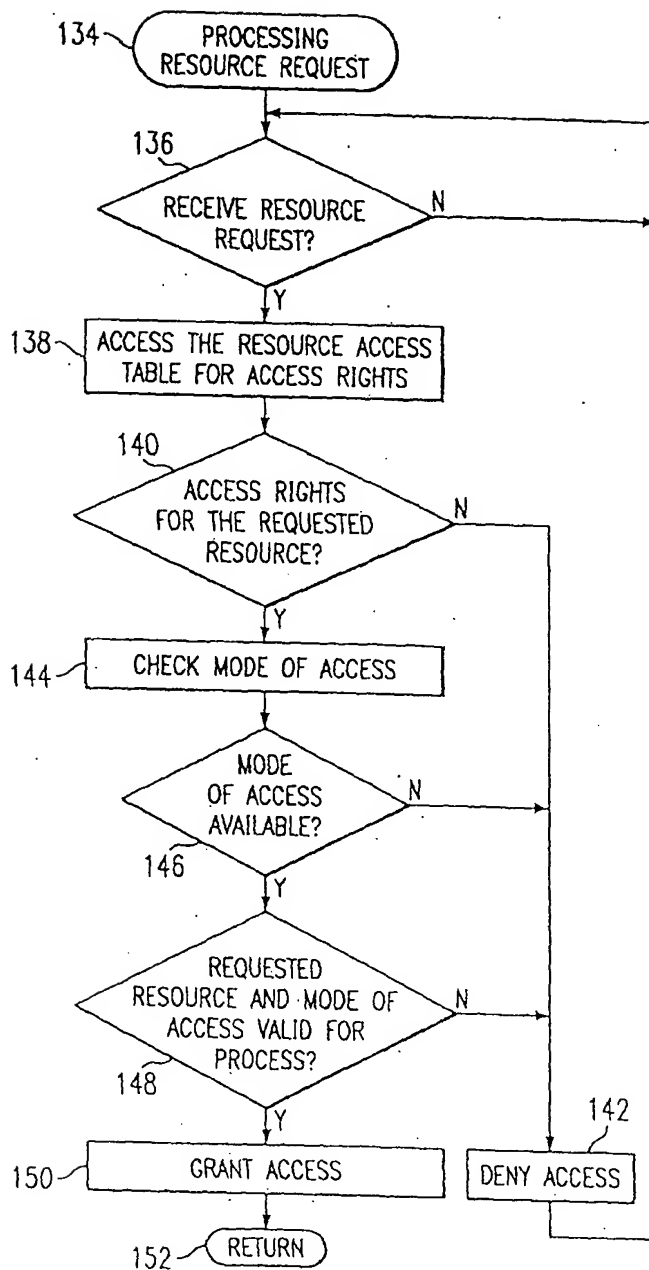 134
PROCESSING
RESOURCE REQUEST
136
RECEIVE RESOURCE
REQUEST?
N
Y
138
ACCESS THE RESOURCE ACCESS
TABLE FOR ACCESS RIGHTS
140
ACCESS RIGHTS
FOR THE REQUESTED
RESOURCE?
N
Y
144
CHECK MODE OF ACCESS
MODE
OF ACCESS
AVAILABLE?
N
146
Y
REQUESTED
RESOURCE AND MODE OF
ACCESS VALID FOR
PROCESS?
N
148
Y
142
150
GRANT ACCESS
DENY ACCESS
152
RETURN